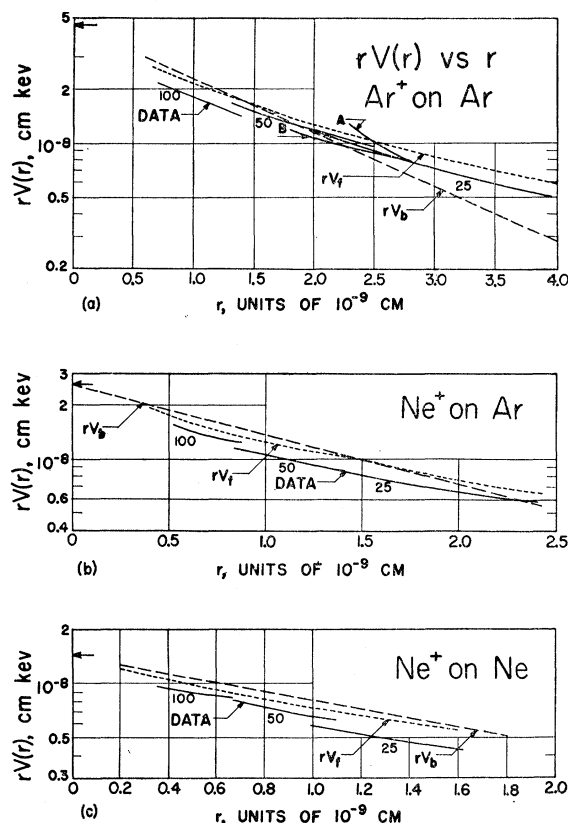 5
2
10⁻⁸
0.5
0.2
rV(r), cm kev
rV(r) vs r
Ar⁺ on Ar
100
DATA
50
B
A
rVf
rVb
25
0 1.0 2.0 2.5 3.0 3.5 4.0
(a) r, UNITS OF 10⁻⁹ CM
3
2
10⁻⁸
0.6
0.4
rV(r), cm kev
Ne⁺ on Ar
rVb
100
rVf
50
DATA
25
0 0.5 1.0 1.5 2.0 2.5
(b) r, UNITS OF 10⁻⁹ CM
2
10⁻⁸
0.5
0.3
rV(r), cm kev
Ne⁺ on Ne
100
DATA
50
25
rVf
rVb
0 0.2 0.4 0.6 0.8 1.0 1.2 1.4 1.6 1.8 2.0
(c) r, UNITS OF 10⁻⁹ CM